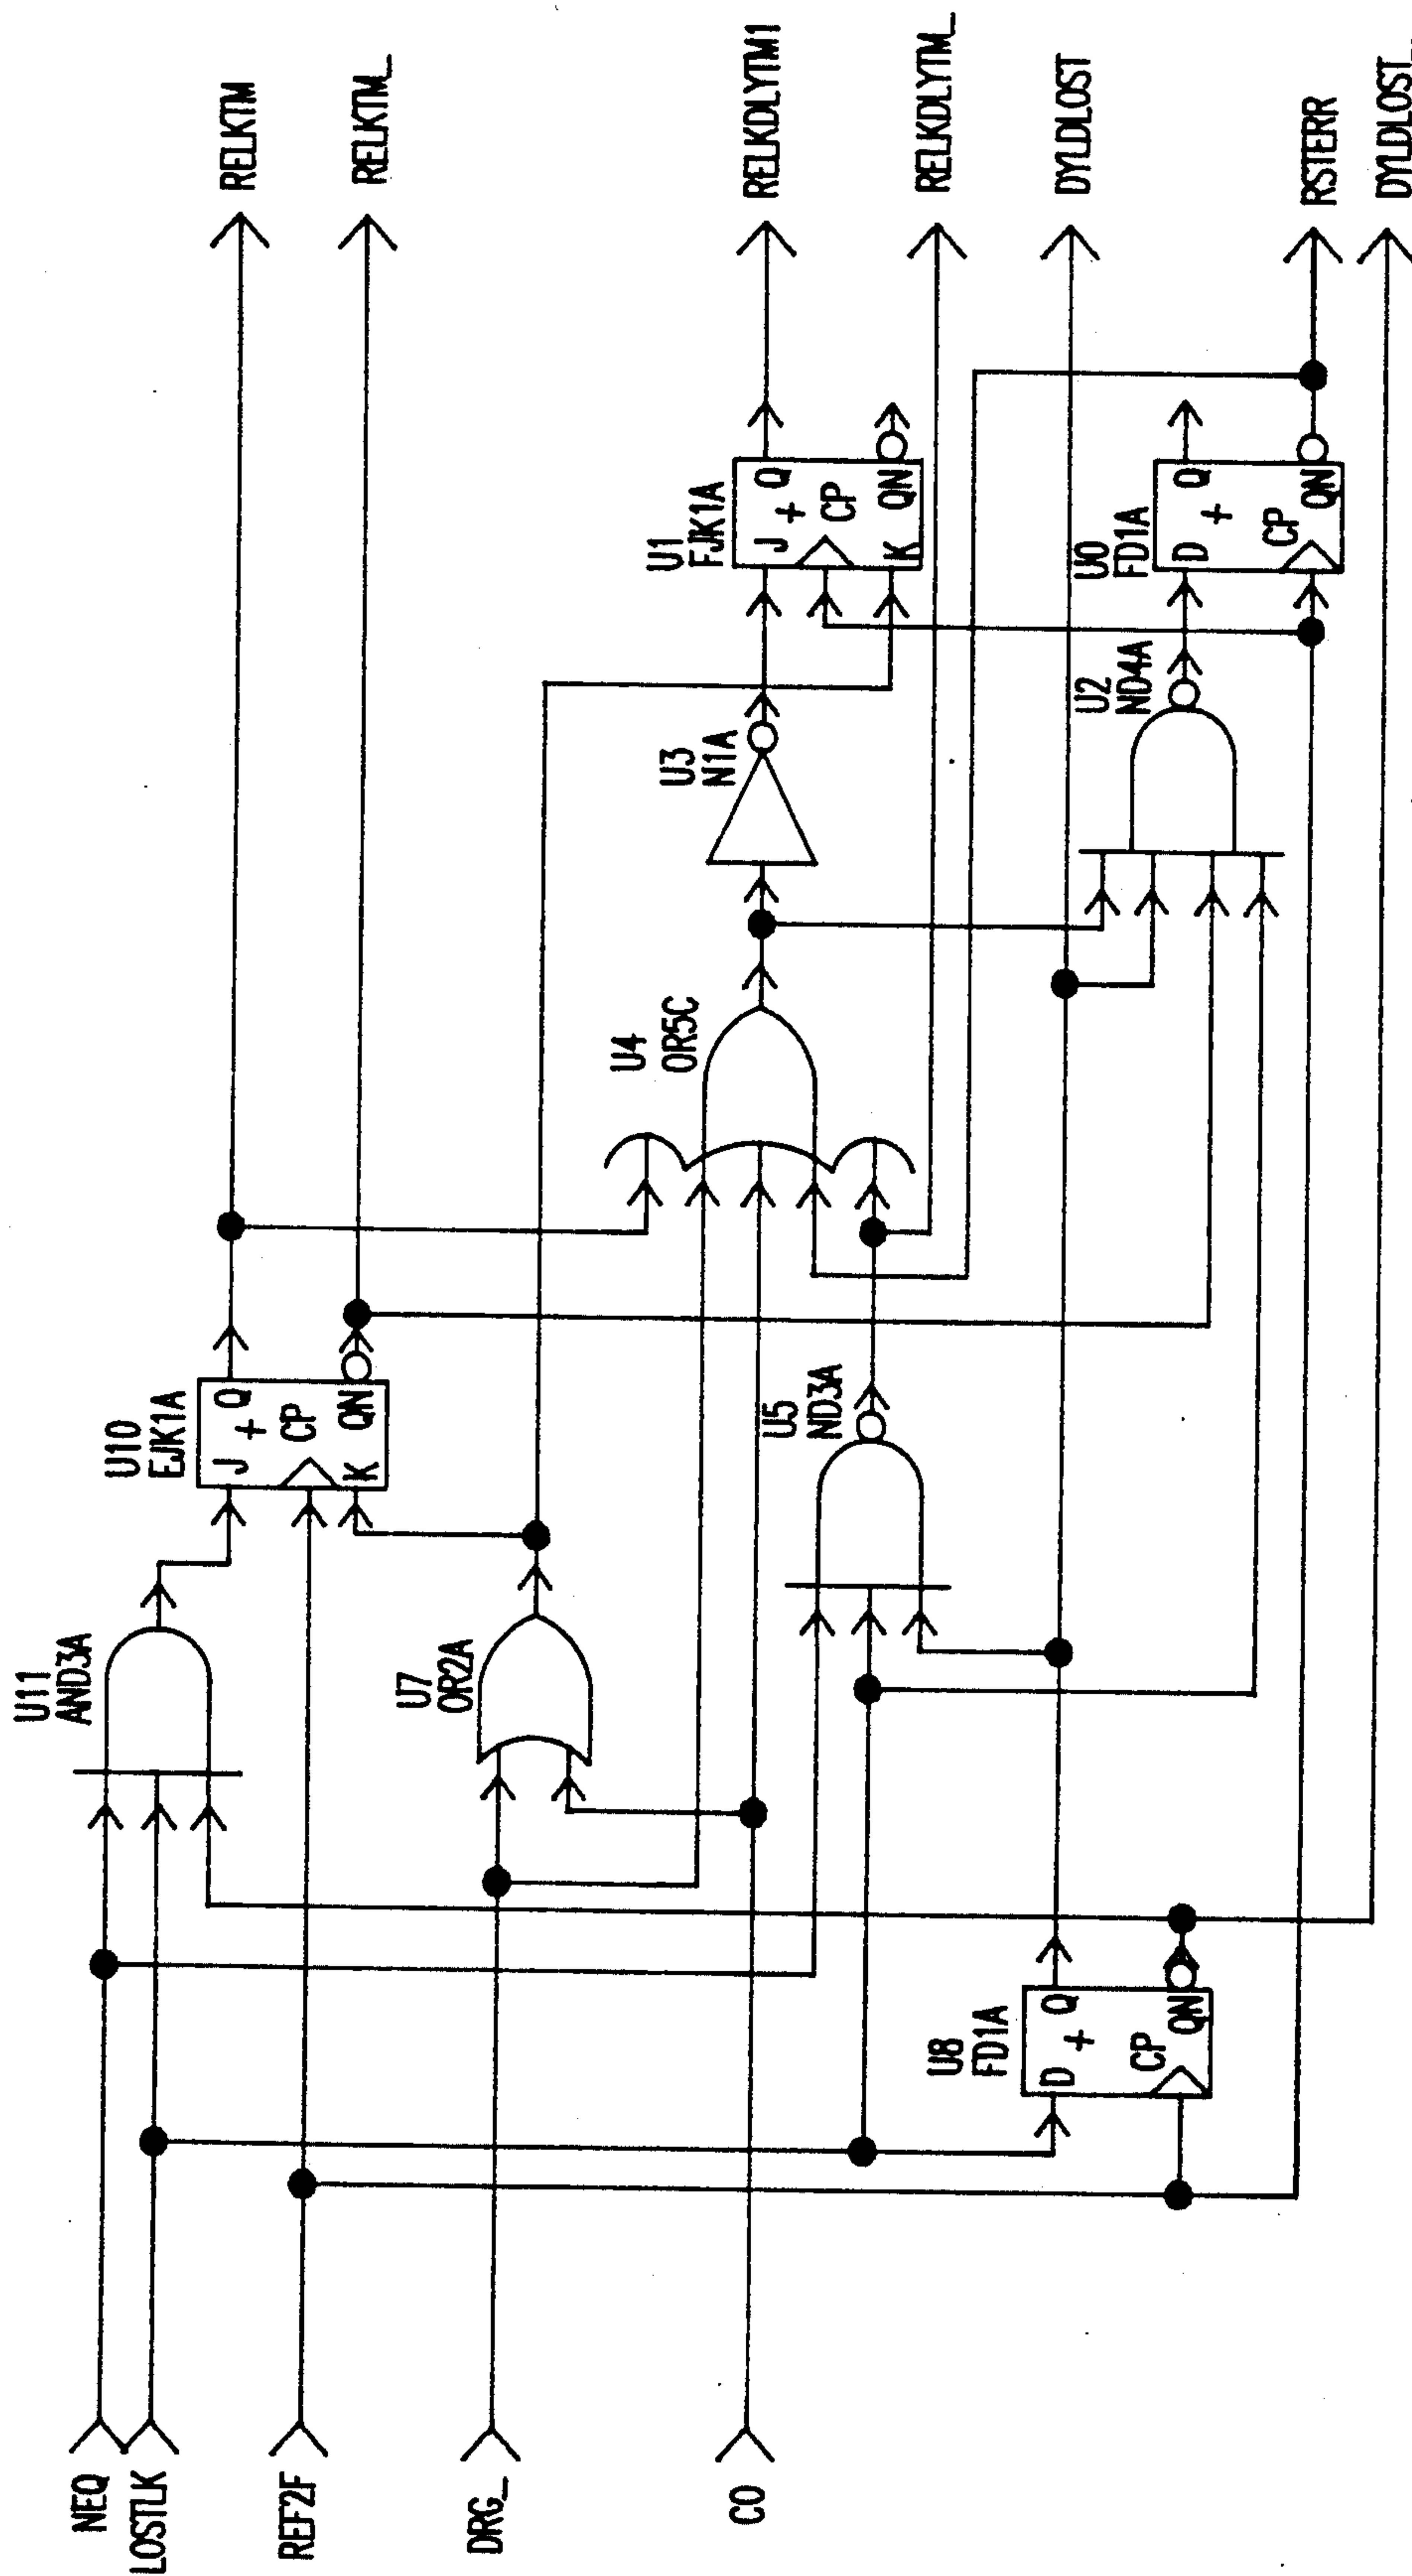 NEQ
LOSTLK
REF2F
DRG_
CO
U11
AND3A
U10
EJK1A
J
+
Q
CP
K
QN
RELKTM
RELKTM_
U7
OR2A
U4
OR5C
U3
N1A
U1
FJK1A
J
+
Q
CP
K
QN
RELKDLYTM1
U5
ND3A
RELKDLYTM_
U8
FD1A
D
+
Q
CP
QN
DYLDLOST
U2
ND4A
U0
FD1A
D
+
Q
CP
QN
RSTERR
DYLDLOST_